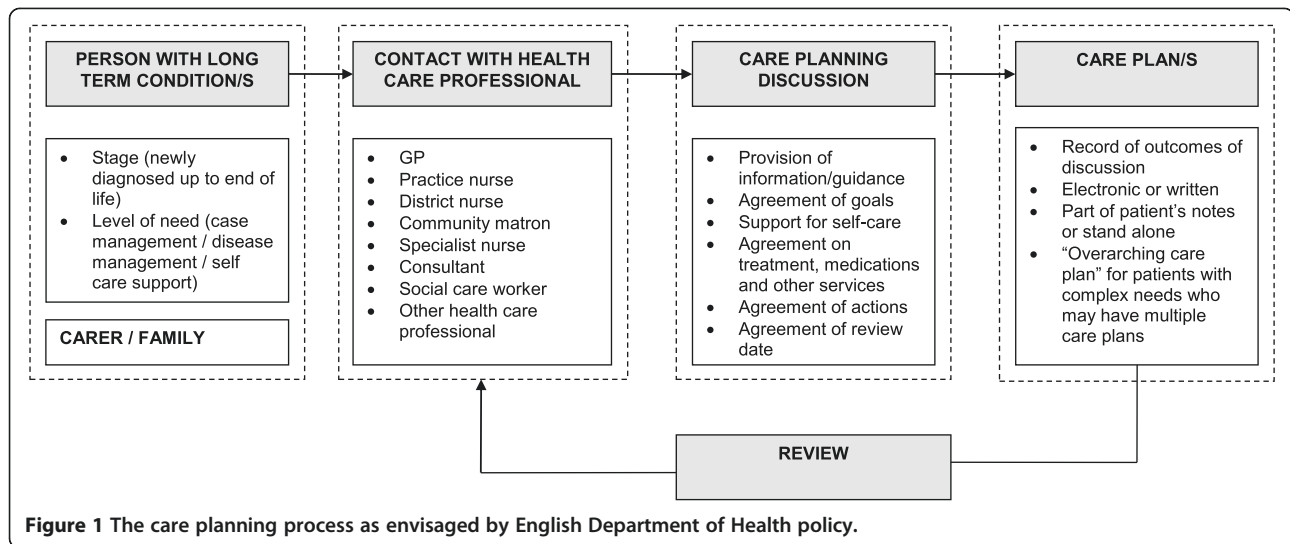 PERSON WITH LONG
TERM CONDITION/S
• Stage (newly
diagnosed up to end of
life)
• Level of need (case
management / disease
management / self
care support)
CARER / FAMILY
CONTACT WITH HEALTH
CARE PROFESSIONAL
• GP
• Practice nurse
• District nurse
• Community matron
• Specialist nurse
• Consultant
• Social care worker
• Other health care
professional
CARE PLANNING
DISCUSSION
• Provision of
information/guidance
• Agreement of goals
• Support for self-care
• Agreement on
treatment, medications
and other services
• Agreement of actions
• Agreement of review
date
CARE PLAN/S
• Record of outcomes of
discussion
• Electronic or written
• Part of patient's notes
or stand alone
• “Overarching care
plan” for patients with
complex needs who
may have multiple
care plans
REVIEW
Figure 1 The care planning process as envisaged by English Department of Health policy.